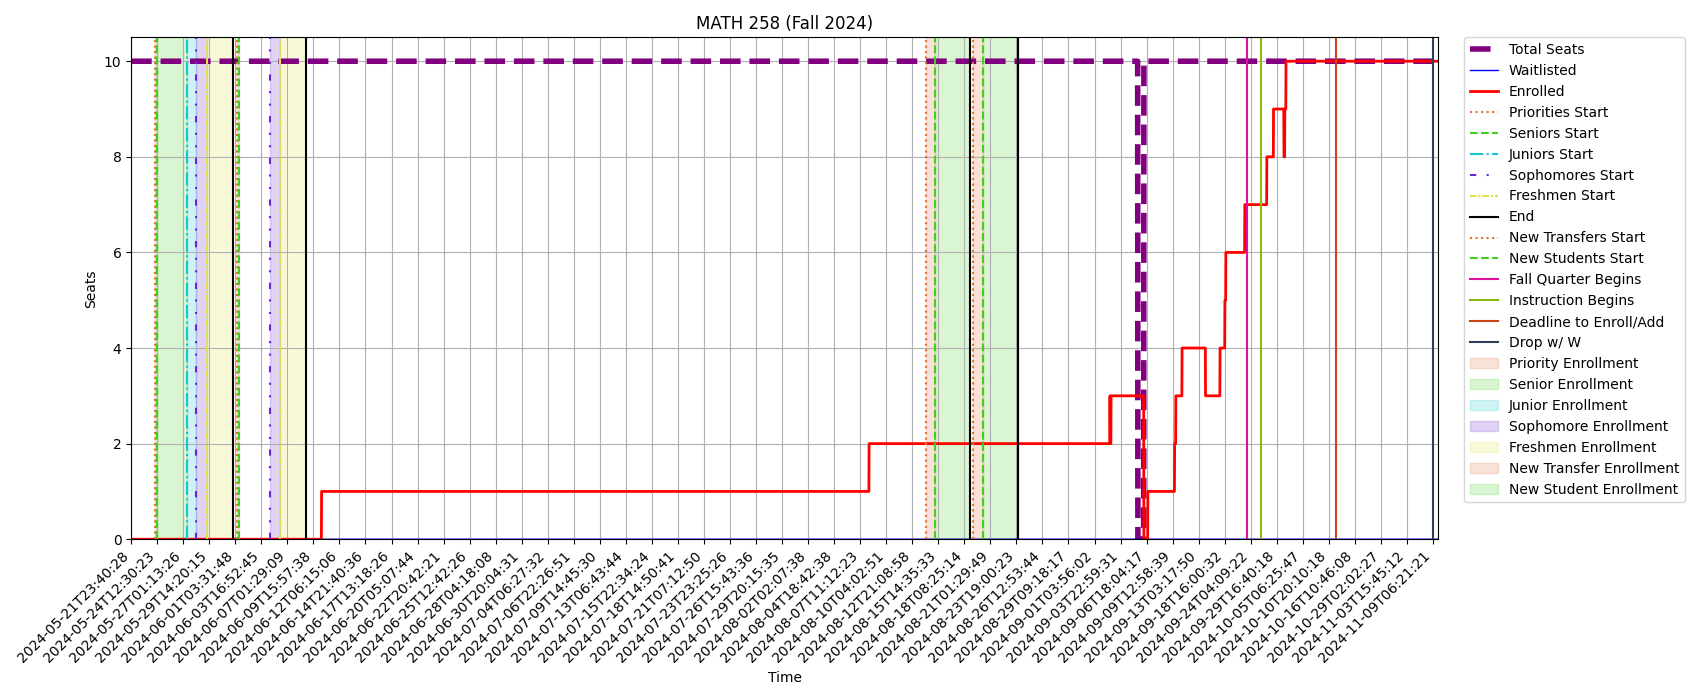 MATH 258 (Fall 2024)
Seats
10
8
6
4
2
0
2024-05-21T23:40:28
2024-05-24T12:30:23
2024-05-27T01:13:26
2024-05-29T14:20:15
2024-06-01T03:31:48
2024-06-03T16:52:45
2024-06-07T01:29:09
2024-06-09T15:57:38
2024-06-12T06:15:06
2024-06-14T21:40:36
2024-06-17T13:18:26
2024-06-20T05:07:44
2024-06-22T20:42:21
2024-06-25T12:42:26
2024-06-28T04:18:08
2024-06-30T20:04:31
2024-07-04T06:27:32
2024-07-06T22:26:51
2024-07-09T14:45:30
2024-07-13T06:43:44
2024-07-15T22:34:24
2024-07-18T14:50:41
2024-07-21T07:12:50
2024-07-23T23:25:26
2024-07-26T15:43:36
2024-07-29T20:15:35
2024-08-02T02:07:38
2024-08-04T18:42:38
2024-08-07T11:12:23
2024-08-10T04:02:51
2024-08-12T21:08:58
2024-08-15T14:35:33
2024-08-18T08:25:14
2024-08-21T01:29:49
2024-08-23T19:00:23
2024-08-26T12:53:44
2024-08-29T09:18:17
2024-09-01T03:56:02
2024-09-03T22:59:31
2024-09-06T18:04:17
2024-09-09T12:58:39
2024-09-13T03:17:50
2024-09-18T16:00:32
2024-09-24T04:09:22
2024-09-29T16:40:18
2024-10-05T06:25:47
2024-10-10T20:10:18
2024-10-16T10:46:08
2024-10-29T02:02:27
2024-11-03T15:45:12
2024-11-09T06:21:21
Time
Total Seats
Waitlisted
Enrolled
Priorities Start
Seniors Start
Juniors Start
Sophomores Start
Freshmen Start
End
New Transfers Start
New Students Start
Fall Quarter Begins
Instruction Begins
Deadline to Enroll/Add
Drop w/ W
Priority Enrollment
Senior Enrollment
Junior Enrollment
Sophomore Enrollment
Freshmen Enrollment
New Transfer Enrollment
New Student Enrollment